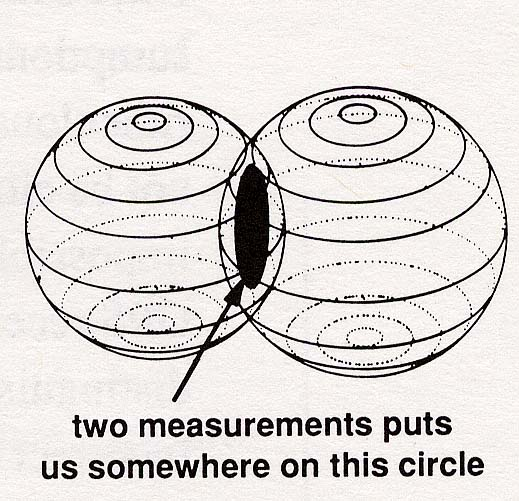 two measurements puts
us somewhere on this circle